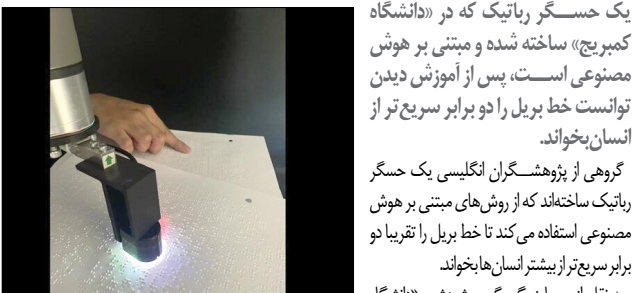 یک حسگر رباتیک که در «دانشگاه
کمبریج» ساخته شده و مبتنی بر هوش
مصنوعی است، پس از آموزش دیدن
توانست خط بریل را دو برابر سریع‌تر از
انسان بخواند.
گروهی از پژوهشگران انگلیسی یک حسگر
رباتیک ساخته‌اند که از روش‌های مبتنی بر هوش
مصنوعی استفاده می‌کند تا خط بریل را تقریبا دو
برابر سریع‌تر از بیشتر انسان‌ها بخواند.